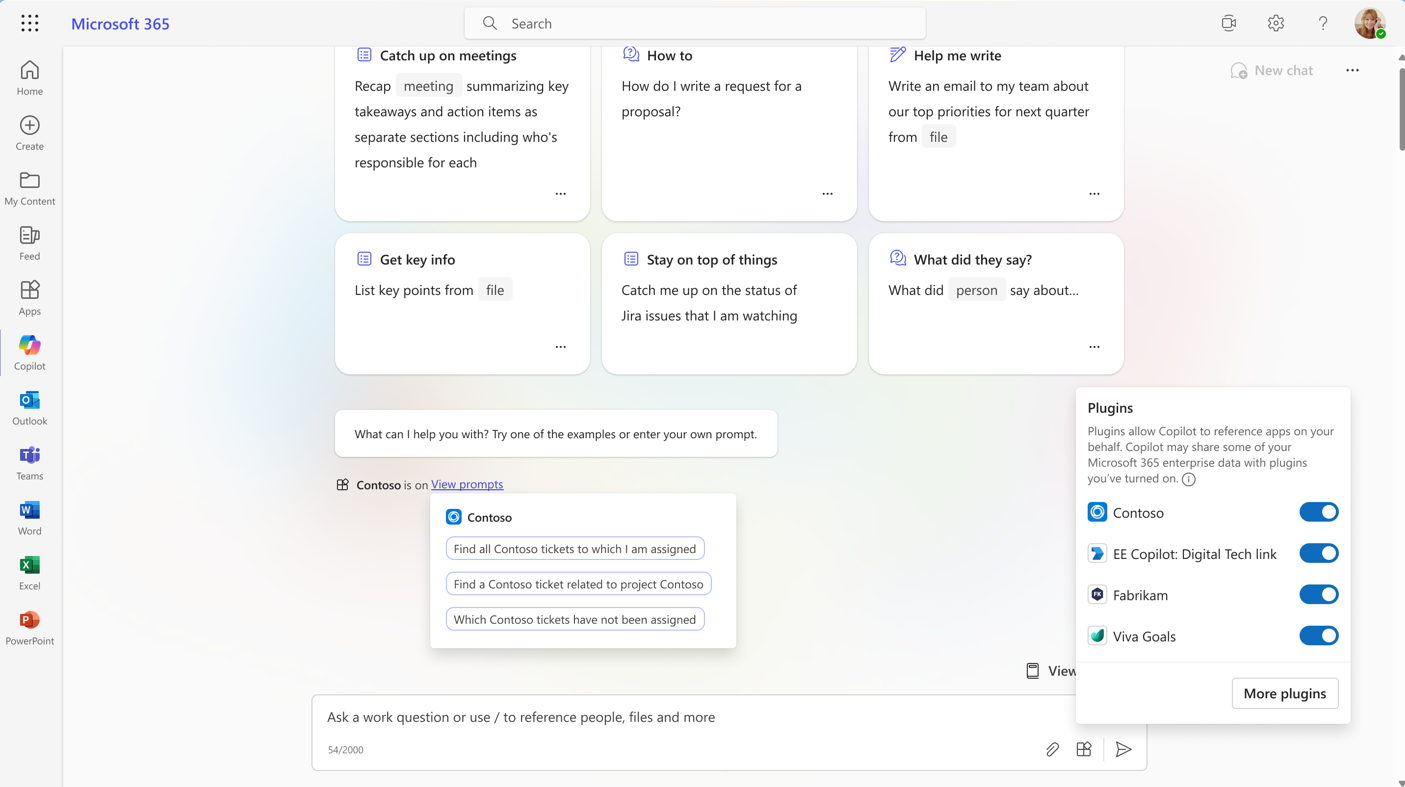 Microsoft 365
Search
Home
Create
My Content
Feed
Apps
Copilot
Outlook
Teams
Word
Excel
PowerPoint
New chat
Catch up on meetings
Recap meeting summarizing key
takeaways and action items as
separate sections including who's
responsible for each
How to
How do I write a request for a
proposal?
Help me write
Write an email to my team about
our top priorities for next quarter
from file
Get key info
List key points from file
Stay on top of things
Catch me up on the status of
Jira issues that I am watching
What did they say?
What did person say about...
What can I help you with? Try one of the examples or enter your own prompt.
Contoso is on View prompts
Contoso
Find all Contoso tickets to which I am assigned
Find a Contoso ticket related to project Contoso
Which Contoso tickets have not been assigned
Plugins
Plugins allow Copilot to reference apps on your
behalf. Copilot may share some of your
Microsoft 365 enterprise data with plugins
you've turned on.
Contoso
EE Copilot: Digital Tech link
FK
Fabrikam
Viva Goals
More plugins
View
Ask a work question or use / to reference people, files and more
54/2000